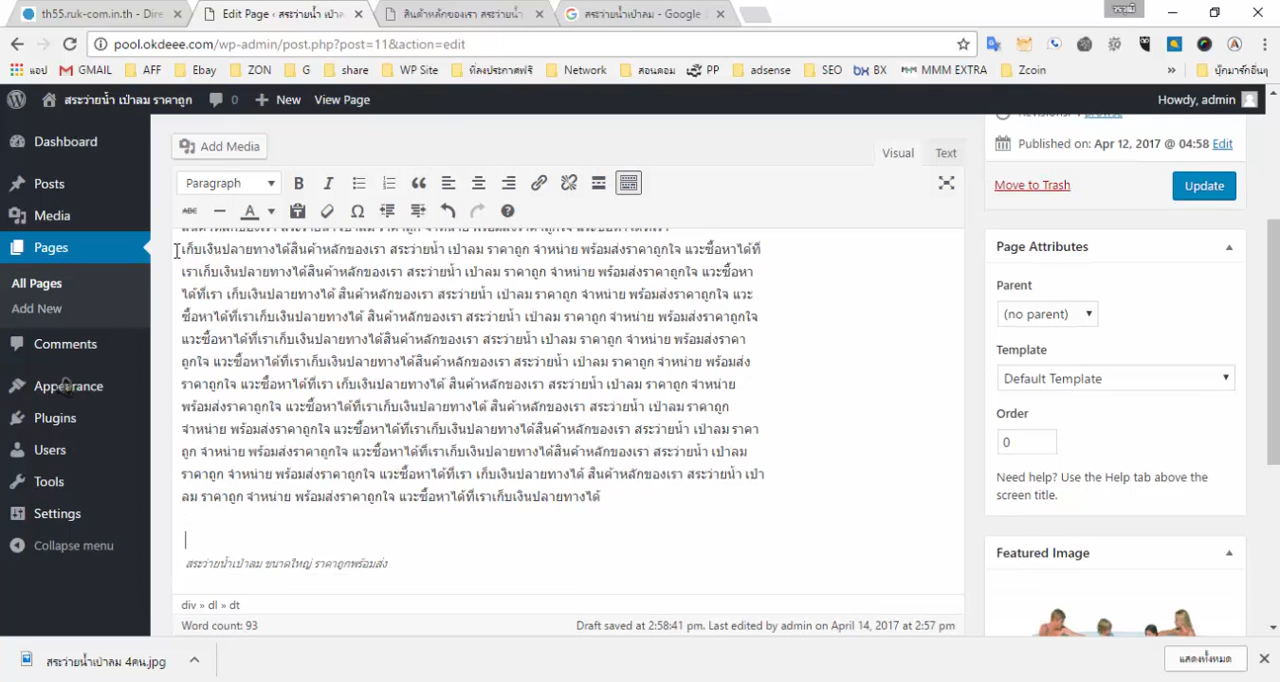 th55.ruk-com.in.th - Dire
Edit Page ‹ สระว่ายน้ำ เป่า
สินค้าหลักของเรา สระว่ายน้ำ
สระว่ายน้ำเป่าลม - Google
pool.okdeee.com/wp-admin/post.php?post=11&action=edit
แอป GMAIL AFF Ebay ZON G share WP Site ที่ลงประกาศฟรี Network สอนคอม PP adsense SEO BX MMM EXTRA Zcoin » บุ๊กมาร์กอื่นๆ
สระว่ายน้ำ เป่าลม ราคาถูก 0 New View Page Howdy, admin
Dashboard
Posts
Media
Pages
All Pages
Add New
Comments
Appearance
Plugins
Users
Tools
Settings
Collapse menu
Add Media
Visual Text
Paragraph
เก็บเงินปลายทางได้สินค้าหลักของเรา สระว่ายน้ำ เป่าลม ราคาถูก จำหน่าย พร้อมส่งราคาถูกใจ แวะซื้อหาได้ที่
เราเก็บเงินปลายทางได้สินค้าหลักของเรา สระว่ายน้ำ เป่าลม ราคาถูก จำหน่าย พร้อมส่งราคาถูกใจ แวะซื้อหา
ได้ที่เรา เก็บเงินปลายทางได้ สินค้าหลักของเรา สระว่ายน้ำ เป่าลม ราคาถูก จำหน่าย พร้อมส่งราคาถูกใจ แวะ
ซื้อหาได้ที่เราเก็บเงินปลายทางได้ สินค้าหลักของเรา สระว่ายน้ำ เป่าลม ราคาถูก จำหน่าย พร้อมส่งราคาถูกใจ
แวะซื้อหาได้ที่เราเก็บเงินปลายทางได้สินค้าหลักของเรา สระว่ายน้ำ เป่าลม ราคาถูก จำหน่าย พร้อมส่งราคา
ถูกใจ แวะซื้อหาได้ที่เราเก็บเงินปลายทางได้สินค้าหลักของเรา สระว่ายน้ำ เป่าลม ราคาถูก จำหน่าย พร้อมส่ง
ราคาถูกใจ แวะซื้อหาได้ที่เรา เก็บเงินปลายทางได้ สินค้าหลักของเรา สระว่ายน้ำ เป่าลม ราคาถูก จำหน่าย
พร้อมส่งราคาถูกใจ แวะซื้อหาได้ที่เราเก็บเงินปลายทางได้ สินค้าหลักของเรา สระว่ายน้ำ เป่าลม ราคาถูก
จำหน่าย พร้อมส่งราคาถูกใจ แวะซื้อหาได้ที่เราเก็บเงินปลายทางได้สินค้าหลักของเรา สระว่ายน้ำ เป่าลม ราคา
ถูก จำหน่าย พร้อมส่งราคาถูกใจ แวะซื้อหาได้ที่เราเก็บเงินปลายทางได้สินค้าหลักของเรา สระว่ายน้ำ เป่าลม
ราคาถูก จำหน่าย พร้อมส่งราคาถูกใจ แวะซื้อหาได้ที่เรา เก็บเงินปลายทางได้ สินค้าหลักของเรา สระว่ายน้ำ เป่า
ลม ราคาถูก จำหน่าย พร้อมส่งราคาถูกใจ แวะซื้อหาได้ที่เราเก็บเงินปลายทางได้
สระว่ายน้ำเป่าลม ขนาดใหญ่ ราคาถูกพร้อมส่ง
div » dl » dt
Word count: 93
Draft saved at 2:58:41 pm. Last edited by admin on April 14, 2017 at 2:57 pm
Published on: Apr 12, 2017 @ 04:58 Edit
Move to Trash
Update
Page Attributes
Parent
(no parent)
Template
Default Template
Order
0
Need help? Use the Help tab above the
screen title.
Featured Image
สระว่ายน้ำเป่าลม 4คน.jpg
แสดงทั้งหมด